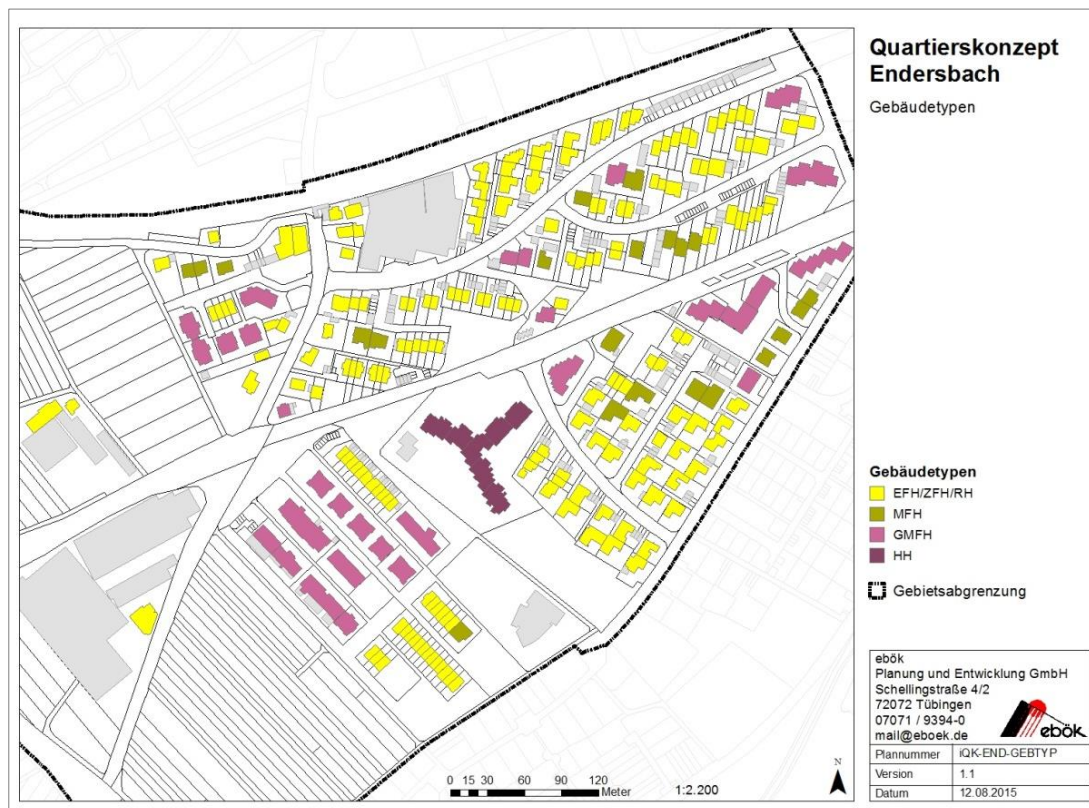 Quartierskonzept
Endersbach
Gebäudetypen
Gebäudetypen
EFH/ZFH/RH
MFH
GMFH
HH
Gebietsabgrenzung
ebök
Planung und Entwicklung GmbH
Schellingstraße 4/2
72072 Tübingen
07071 / 9394-0
mail@eboek.de
ebök
Plannummer iQK-END-GEBTYP
Version 1.1
Datum 12.08.2015
N
0 15 30 60 90 120
Meter
1:2.200